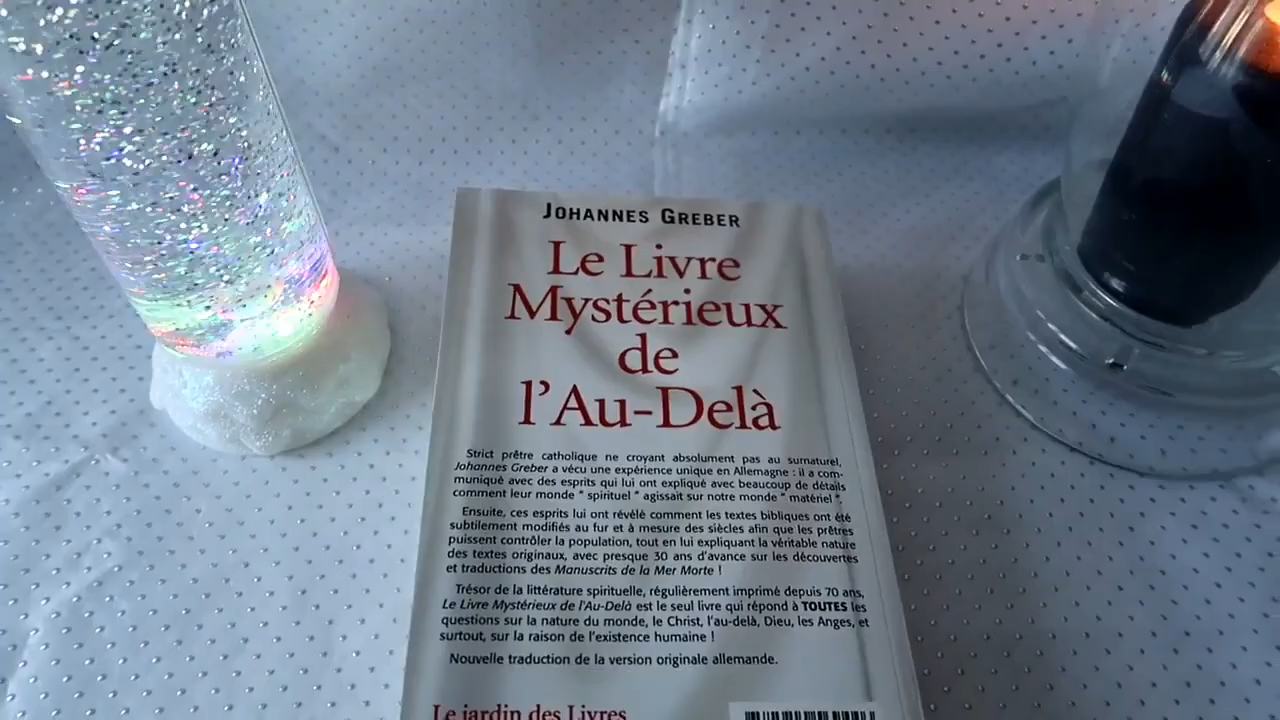 JOHANNES GREBER
Le Livre
Mystérieux
de
l'Au-Delà
Strict prêtre catholique ne croyant absolument pas au surnaturel,
Johannes Greber a vécu une expérience unique en Allemagne : il a com-
muniqué avec des esprits qui lui ont expliqué avec beaucoup de détails
comment leur monde " spirituel " agissait sur notre monde " matériel ".
Ensuite, ces esprits lui ont révélé comment les textes bibliques ont été
subtilement modifiés au fur et à mesure des siècles afin que les prêtres
puissent contrôler la population, tout en lui expliquant la véritable nature
des textes originaux, avec presque 30 ans d'avance sur les découvertes
et traductions des Manuscrits de la Mer Morte !
Trésor de la littérature spirituelle, régulièrement imprimé depuis 70 ans,
Le Livre Mystérieux de l'Au-Delà est le seul livre qui répond à TOUTES les
questions sur la nature du monde, le Christ, l'au-delà, Dieu, les Anges, et
surtout, sur la raison de l'existence humaine !
Nouvelle traduction de la version originale allemande.
Le jardin des Livres